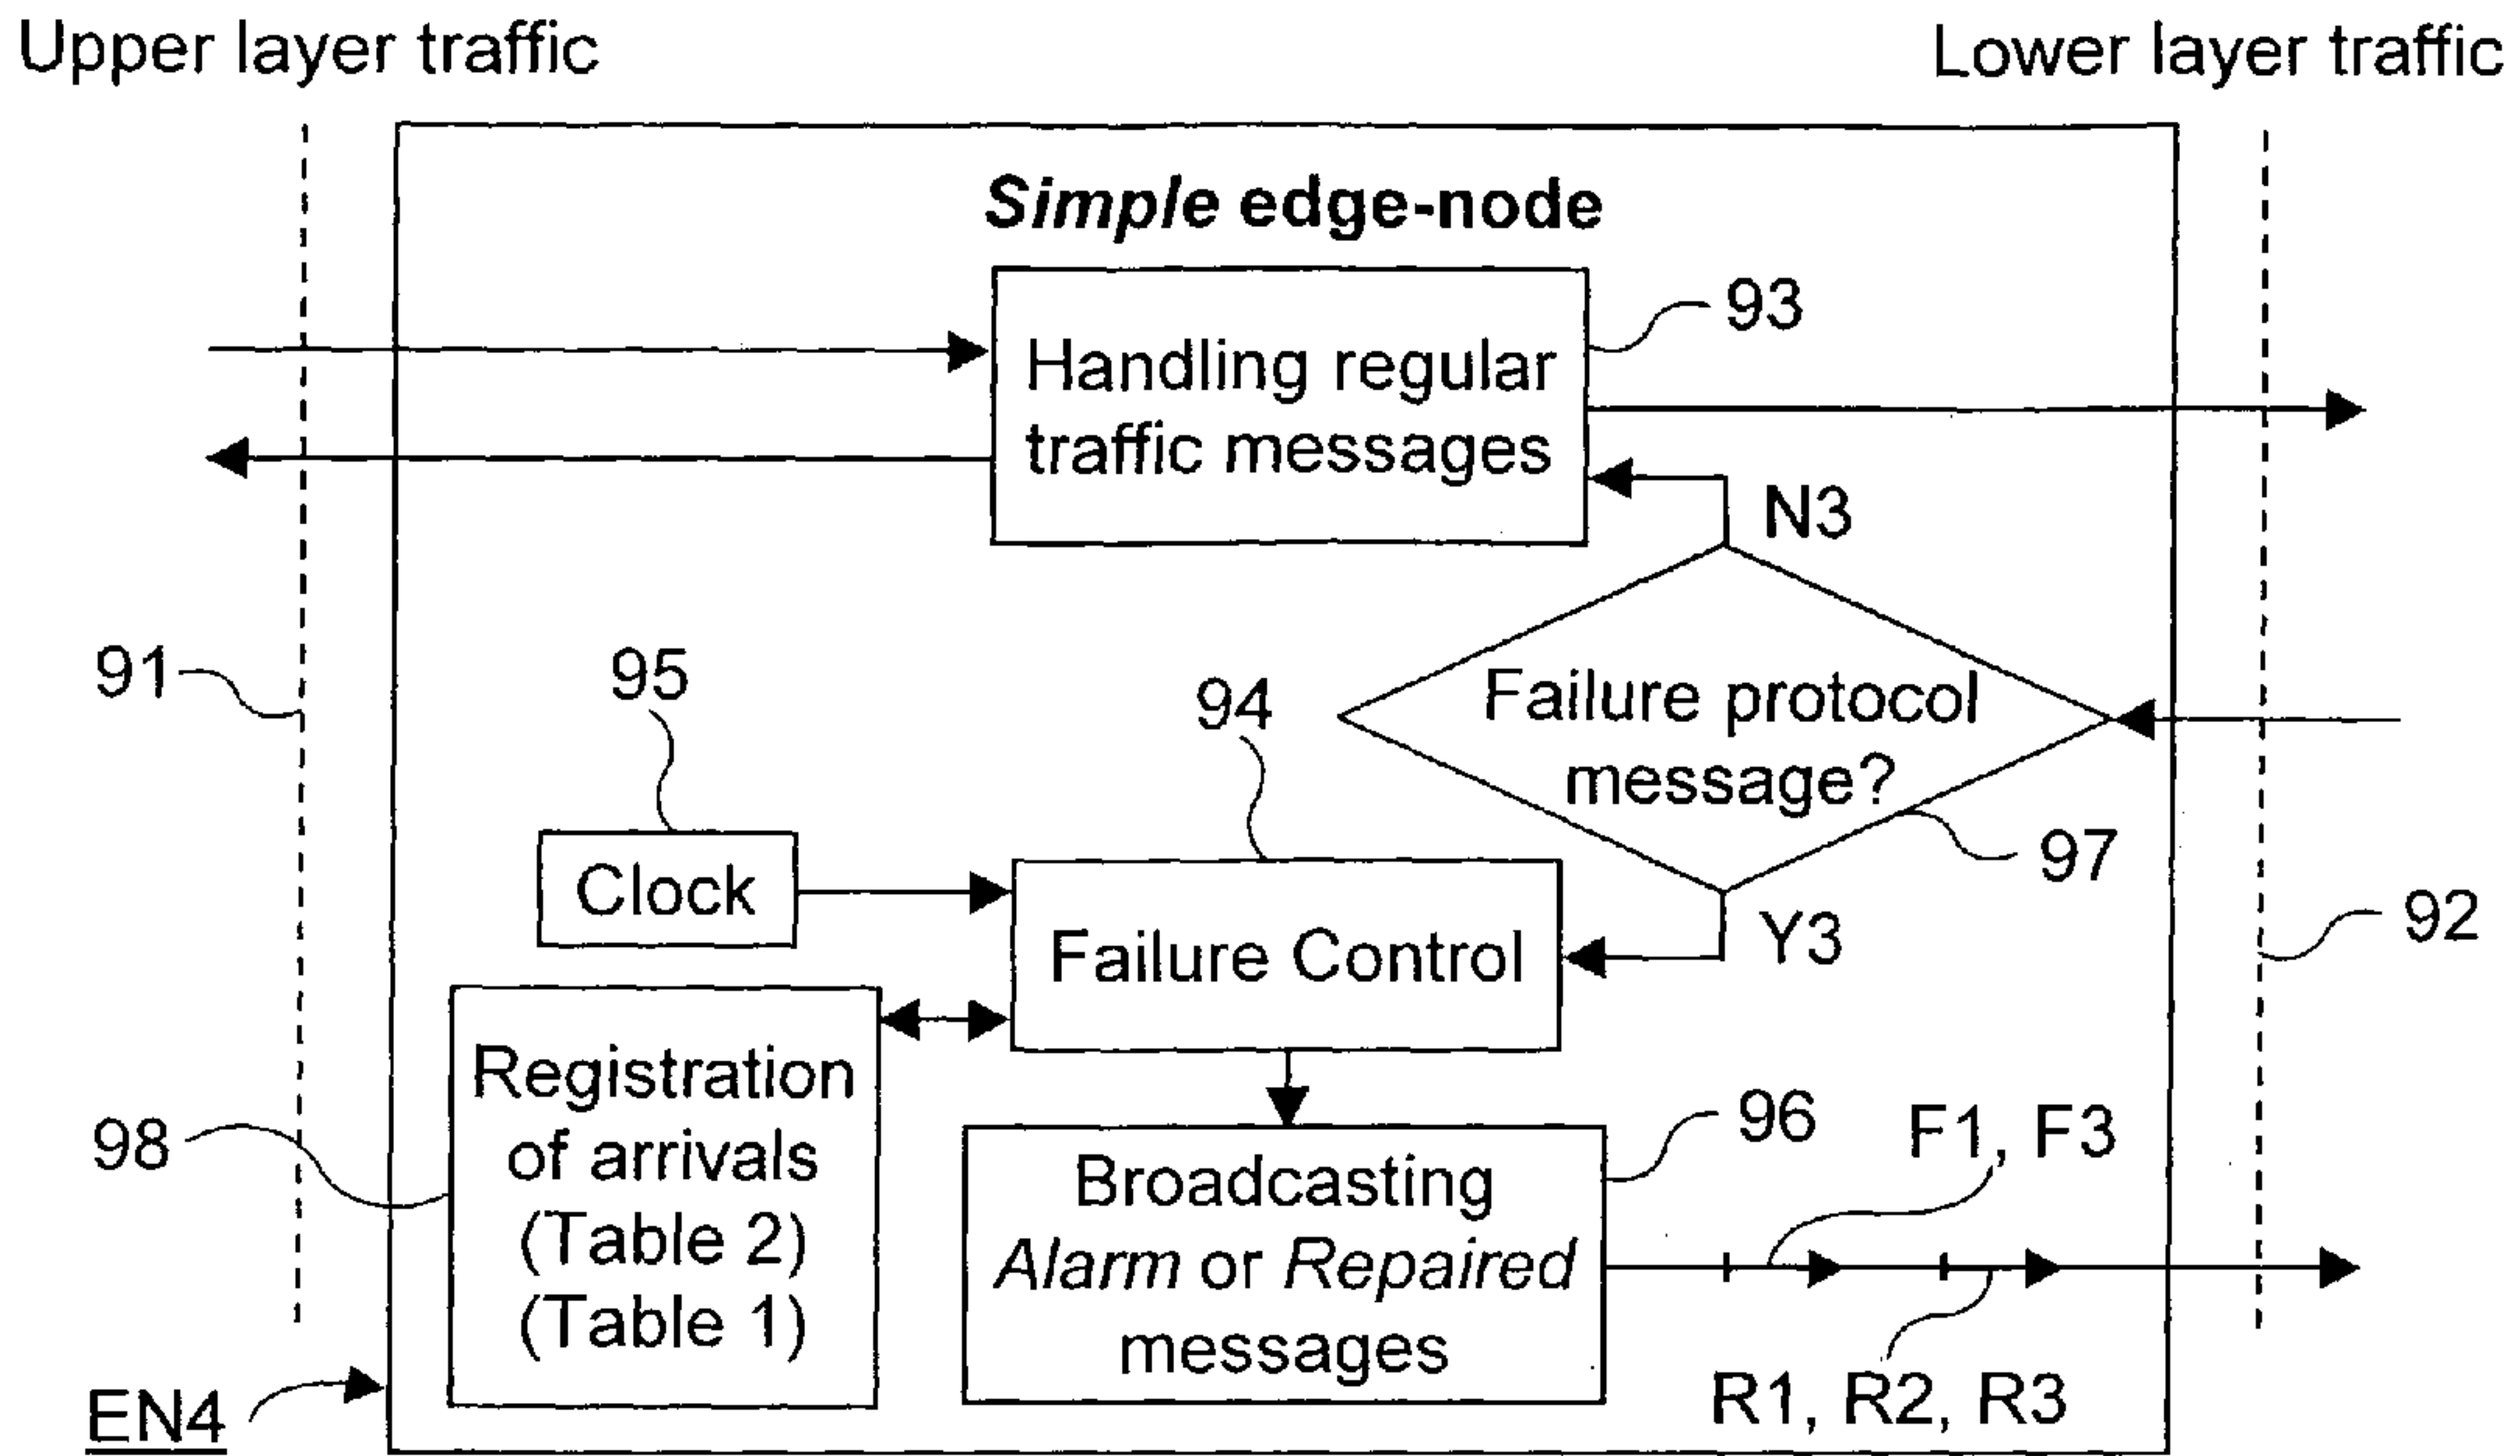 Upper layer traffic
Lower layer traffic
Simple edge-node
93
Handling regular
traffic messages
N3
91
95
94
Failure protocol
message?
97
Clock
92
Y3
Failure Control
Registration
of arrivals
(Table 2)
(Table 1)
98
96
F1, F3
Broadcasting
Alarm or Repaired
messages
R1, R2, R3
EN4